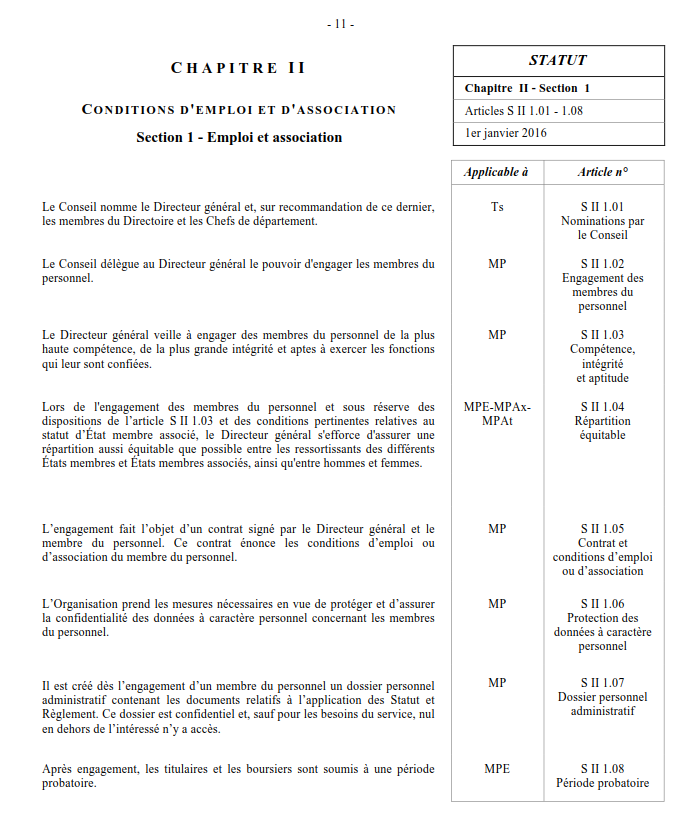 - 11 -
CHAPITRE II
CONDITIONS D'EMPLOI ET D'ASSOCIATION
Section 1 - Emploi et association
STATUT
Chapitre II - Section 1
Articles S II 1.01 - 1.08
1er janvier 2016
Applicable à
Article n°
Le Conseil nomme le Directeur général et, sur recommandation de ce dernier,
les membres du Directoire et les Chefs de département.
Ts
S II 1.01
Nominations par
le Conseil
Le Conseil délègue au Directeur général le pouvoir d'engager les membres du
personnel.
MP
S II 1.02
Engagement des
membres du
personnel
Le Directeur général veille à engager des membres du personnel de la plus
haute compétence, de la plus grande intégrité et aptes à exercer les fonctions
qui leur sont confiées.
MP
S II 1.03
Compétence,
intégrité
et aptitude
Lors de l'engagement des membres du personnel et sous réserve des
dispositions de l'article S II 1.03 et des conditions pertinentes relatives au
statut d'État membre associé, le Directeur général s'efforce d'assurer une
répartition aussi équitable que possible entre les ressortissants des différents
États membres et États membres associés, ainsi qu'entre hommes et femmes.
MPE-MPAx-
MPAt
S II 1.04
Répartition
équitable
L'engagement fait l'objet d'un contrat signé par le Directeur général et le
membre du personnel. Ce contrat énonce les conditions d'emploi ou
d'association du membre du personnel.
MP
S II 1.05
Contrat et
conditions d'emploi
ou d'association
L'Organisation prend les mesures nécessaires en vue de protéger et d'assurer
la confidentialité des données à caractère personnel concernant les membres
du personnel.
MP
S II 1.06
Protection des
données à caractère
personnel
Il est créé dès l'engagement d'un membre du personnel un dossier personnel
administratif contenant les documents relatifs à l'application des Statut et
Règlement. Ce dossier est confidentiel et, sauf pour les besoins du service, nul
en dehors de l'intéressé n'y a accès.
MP
S II 1.07
Dossier personnel
administratif
Après engagement, les titulaires et les boursiers sont soumis à une période
probatoire.
MPE
S II 1.08
Période probatoire